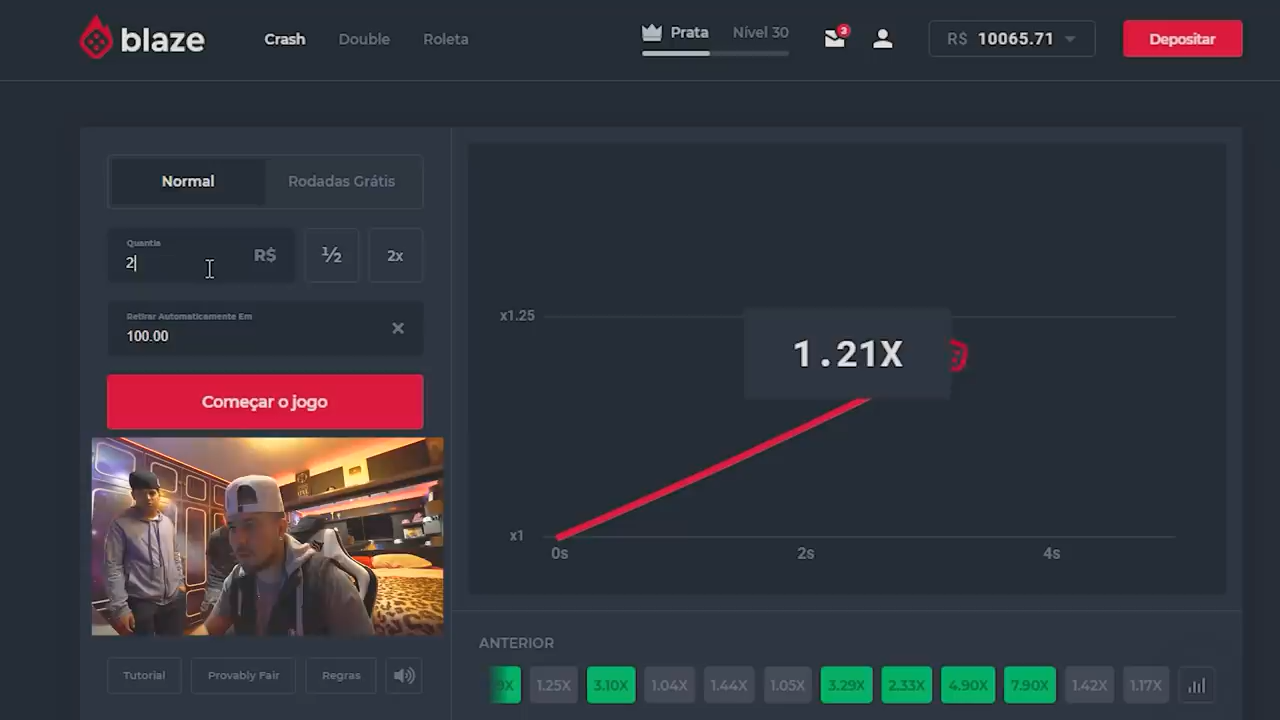 blaze
Crash
Double
Roleta
Prata
Nível 30
3
R$ 10065.71
Depositar
Normal
Rodadas Grátis
Quantia
2
R$
½
2x
Retirar Automaticamente Em
100.00
Começar o jogo
x1.25
1.21X
x1
0s
2s
4s
ANTERIOR
1.25X
3.10X
1.04X
1.44X
1.05X
3.29X
2.33X
4.90X
7.90X
1.42X
1.17X
Tutorial
Provably Fair
Regras